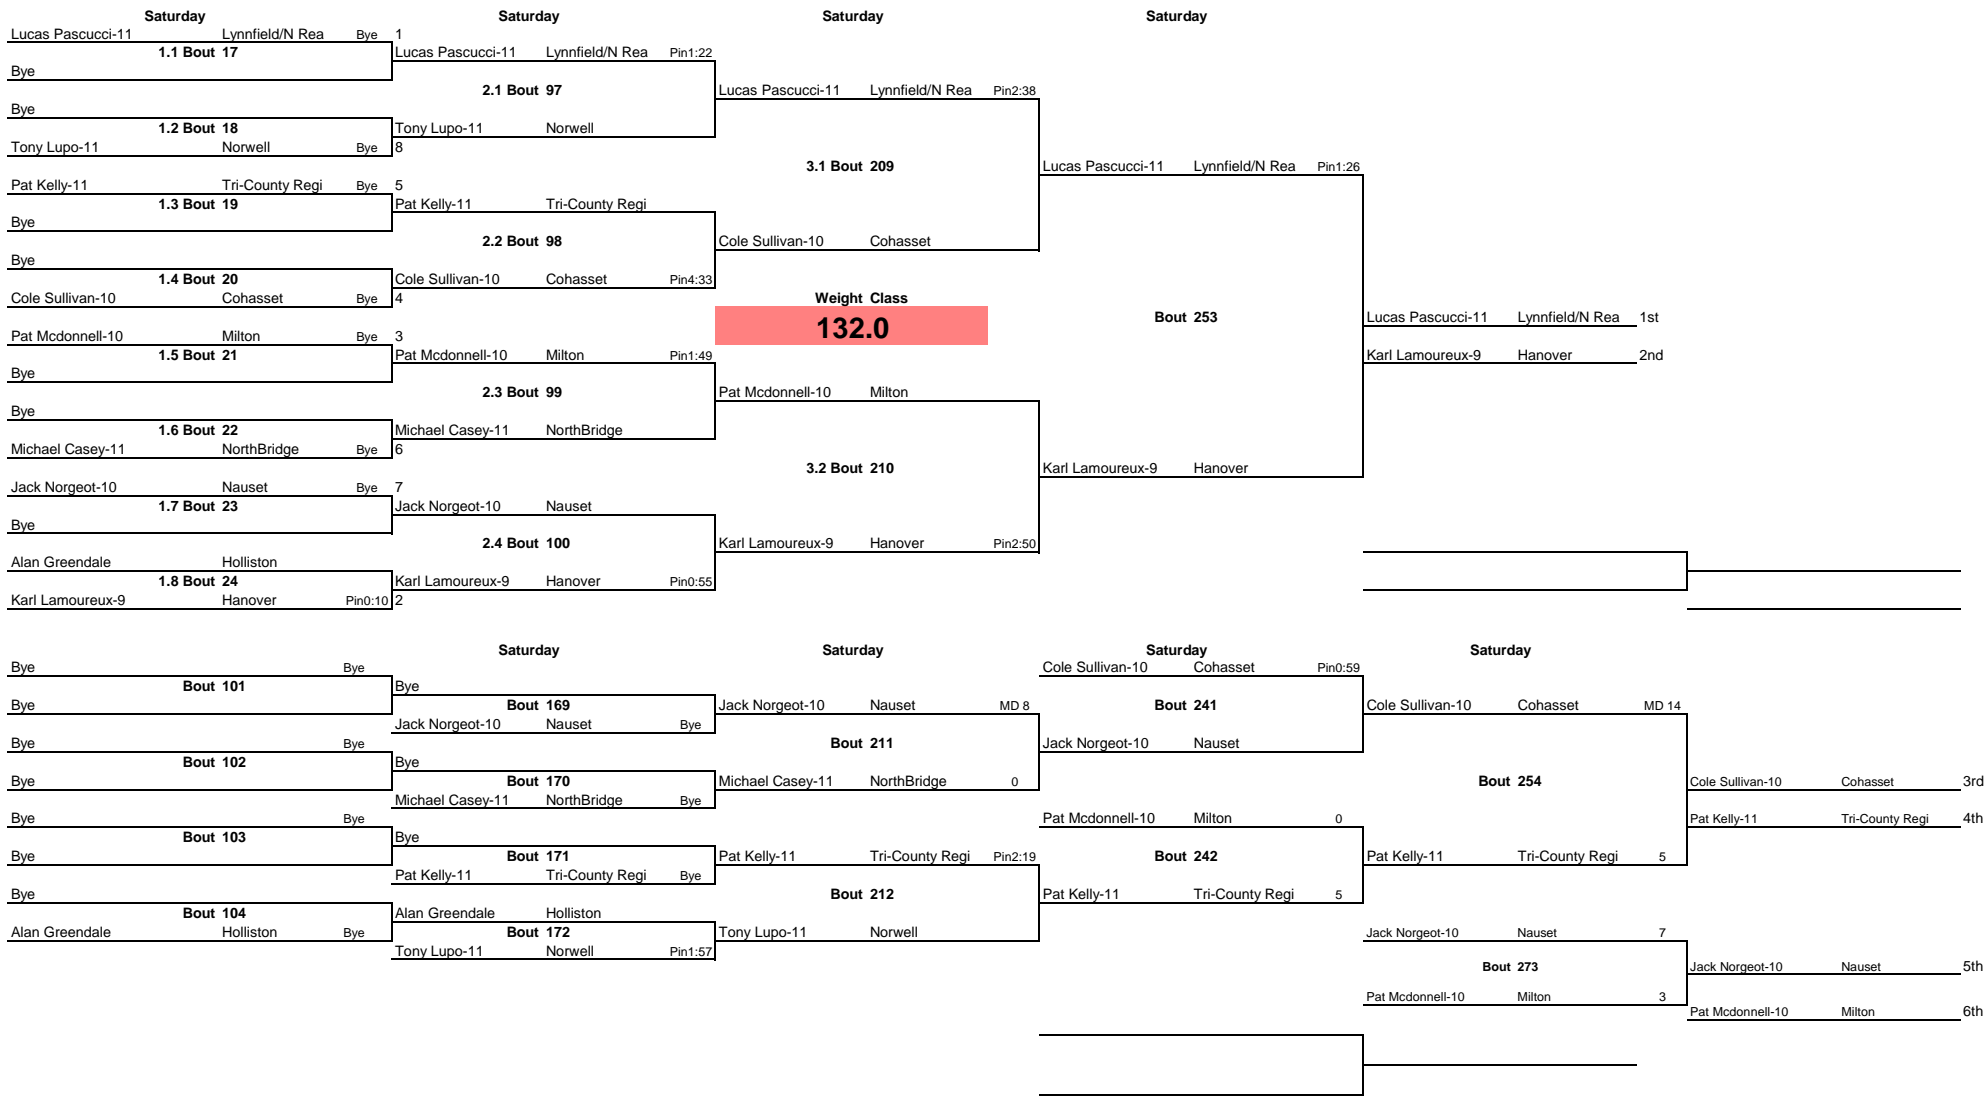 Saturday Saturday Saturday Saturday
Lucas Pascucci-11 Lynnfield/N Rea Bye 1
1.1 Bout 17 Lucas Pascucci-11 Lynnfield/N Rea Pin1:22
Bye
2.1 Bout 97 Lucas Pascucci-11 Lynnfield/N Rea Pin2:38
Bye
1.2 Bout 18 Tony Lupo-11 Norwell
Tony Lupo-11 Norwell Bye 8
3.1 Bout 209 Lucas Pascucci-11 Lynnfield/N Rea Pin1:26
Pat Kelly-11 Tri-County Regi Bye 5
1.3 Bout 19 Pat Kelly-11 Tri-County Regi
Bye
2.2 Bout 98 Cole Sullivan-10 Cohasset
Bye
1.4 Bout 20 Cole Sullivan-10 Cohasset Pin4:33
Cole Sullivan-10 Cohasset Bye 4 Weight Class
132.0 Bout 253 Lucas Pascucci-11 Lynnfield/N Rea 1st
Pat Mcdonnell-10 Milton Bye 3
1.5 Bout 21 Pat Mcdonnell-10 Milton Pin1:49 Karl Lamoureux-9 Hanover 2nd
Bye
2.3 Bout 99 Pat Mcdonnell-10 Milton
Bye
1.6 Bout 22 Michael Casey-11 NorthBridge
Michael Casey-11 NorthBridge Bye 6
3.2 Bout 210 Karl Lamoureux-9 Hanover
Jack Norgeot-10 Nauset Bye 7
1.7 Bout 23 Jack Norgeot-10 Nauset
Bye
2.4 Bout 100 Karl Lamoureux-9 Hanover Pin2:50
Alan Greendale Holliston
1.8 Bout 24 Karl Lamoureux-9 Hanover Pin0:55
Karl Lamoureux-9 Hanover Pin0:10 2
Saturday Saturday Saturday Saturday
Bye Bye Cole Sullivan-10 Cohasset Pin0:59
Bout 101 Bye
Bye Bout 169 Jack Norgeot-10 Nauset MD 8 Bout 241 Cole Sullivan-10 Cohasset MD 14
Jack Norgeot-10 Nauset Bye
Bye Bye Bout 211 Jack Norgeot-10 Nauset
Bout 102 Bye
Bye Bout 170 Michael Casey-11 NorthBridge 0 Bout 254 Cole Sullivan-10 Cohasset 3rd
Michael Casey-11 NorthBridge Bye
Bye Bye Pat Mcdonnell-10 Milton 0 Pat Kelly-11 Tri-County Regi 4th
Bout 103 Bye
Bye Bout 171 Pat Kelly-11 Tri-County Regi Pin2:19 Bout 242 Pat Kelly-11 Tri-County Regi 5
Pat Kelly-11 Tri-County Regi Bye
Bye Bout 212 Pat Kelly-11 Tri-County Regi 5
Bout 104 Alan Greendale Holliston
Alan Greendale Holliston Bye Bout 172 Tony Lupo-11 Norwell Jack Norgeot-10 Nauset 7
Tony Lupo-11 Norwell Pin1:57
Bout 273 Jack Norgeot-10 Nauset 5th
Pat Mcdonnell-10 Milton 3
Pat Mcdonnell-10 Milton 6th